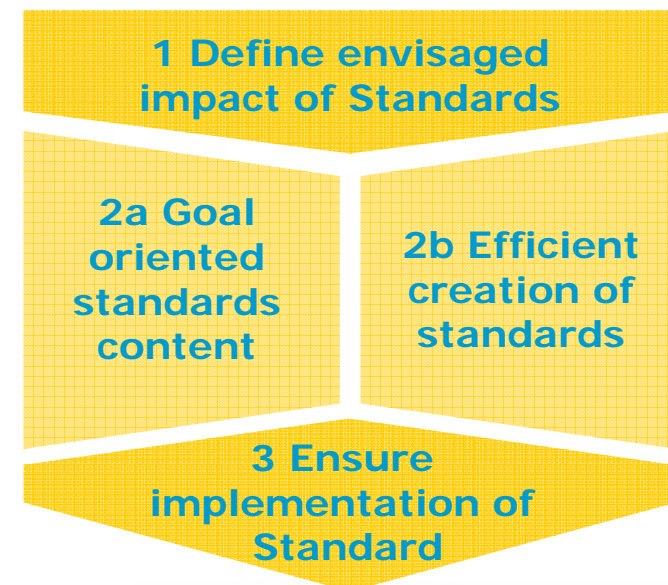 1 Define envisaged
impact of Standards
2a Goal
oriented
standards
content
2b Efficient
creation of
standards
3 Ensure
implementation of
Standard